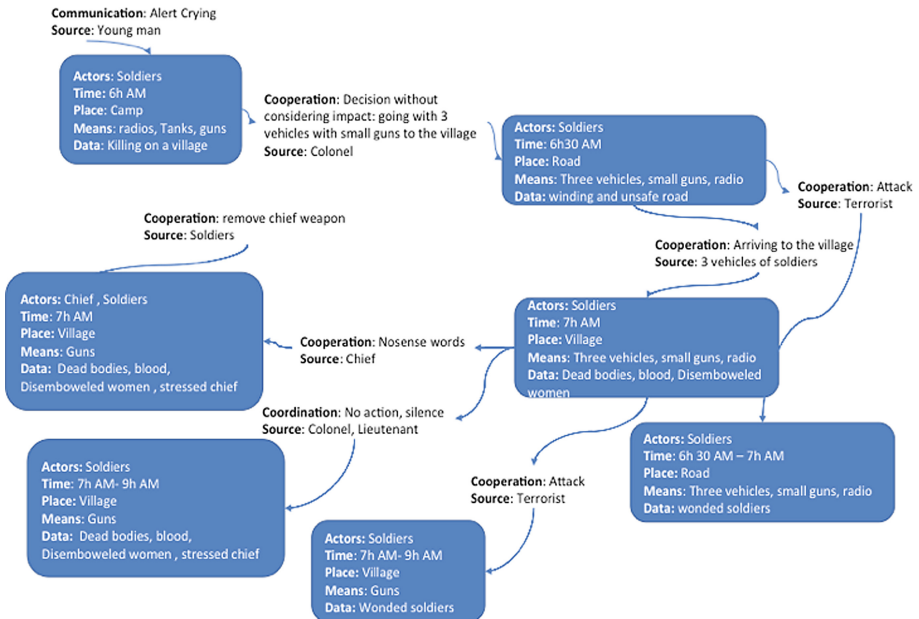 Communication: Alert Crying
Source: Young man
Actors: Soldiers
Time: 6h AM
Place: Camp
Means: radios, Tanks, guns
Data: Killing on a village
Cooperation: Decision without
considering impact: going with 3
vehicles with small guns to the village
Source: Colonel
Actors: Soldiers
Time: 6h30 AM
Place: Road
Means: Three vehicles, small guns, radio
Data: winding and unsafe road
Cooperation: Attack
Source: Terrorist
Cooperation: remove chief weapon
Source: Soldiers
Cooperation: Arriving to the village
Source: 3 vehicles of soldiers
Actors: Chief , Soldiers
Time: 7h AM
Place: Village
Means: Guns
Data: Dead bodies, blood,
Disemboweled women , stressed chief
Cooperation: Nosense words
Source: Chief
Actors: Soldiers
Time: 7h AM
Place: Village
Means: Three vehicles, small guns, radio
Data: Dead bodies, blood, Disemboweled
women
Coordination: No action, silence
Source: Colonel, Lieutenant
Actors: Soldiers
Time: 7h AM- 9h AM
Place: Village
Means: Guns
Data: Dead bodies, blood,
Disemboweled women , stressed chief
Cooperation: Attack
Source: Terrorist
Actors: Soldiers
Time: 6h 30 AM – 7h AM
Place: Road
Means: Three vehicles, small guns, radio
Data: wonded soldiers
Actors: Soldiers
Time: 7h AM- 9h AM
Place: Village
Means: Guns
Data: Wonded soldiers